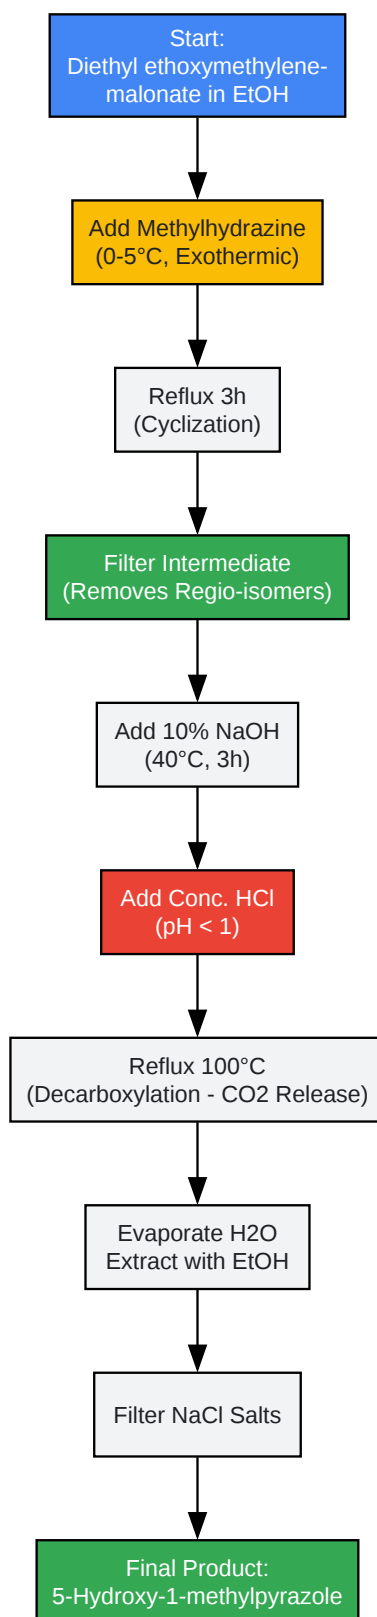 Start:
Diethyl ethoxymethylene-
malonate in EtOH
Add Methylhydrazine
(0-5°C, Exothermic)
Reflux 3h
(Cyclization)
Filter Intermediate
(Removes Regio-isomers)
Add 10% NaOH
(40°C, 3h)
Add Conc. HCl
(pH < 1)
Reflux 100°C
(Decarboxylation - CO2 Release)
Evaporate H2O
Extract with EtOH
Filter NaCl Salts
Final Product:
5-Hydroxy-1-methylpyrazole